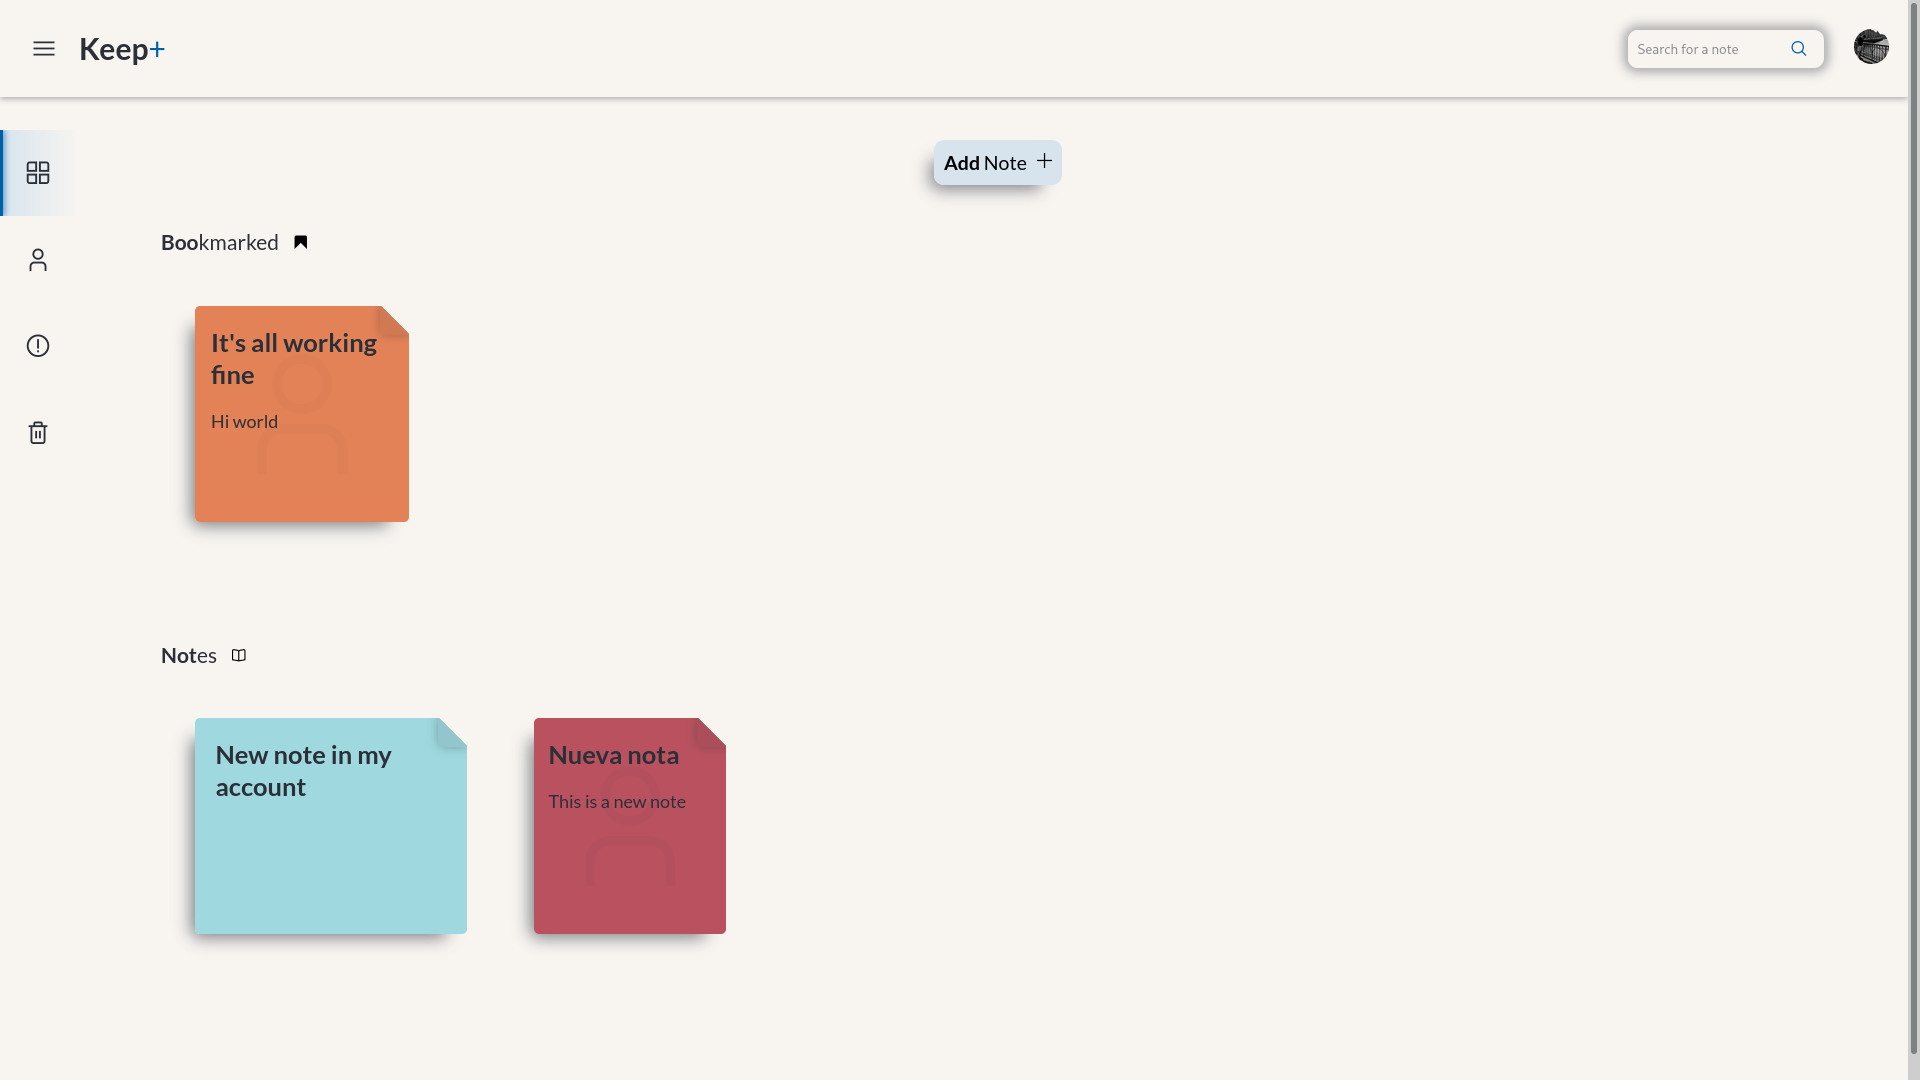 Keep+
Search for a note
Add Note
Bookmarked
It's all working
fine
Hi world
Notes
New note in my
account
Nueva nota
This is a new note